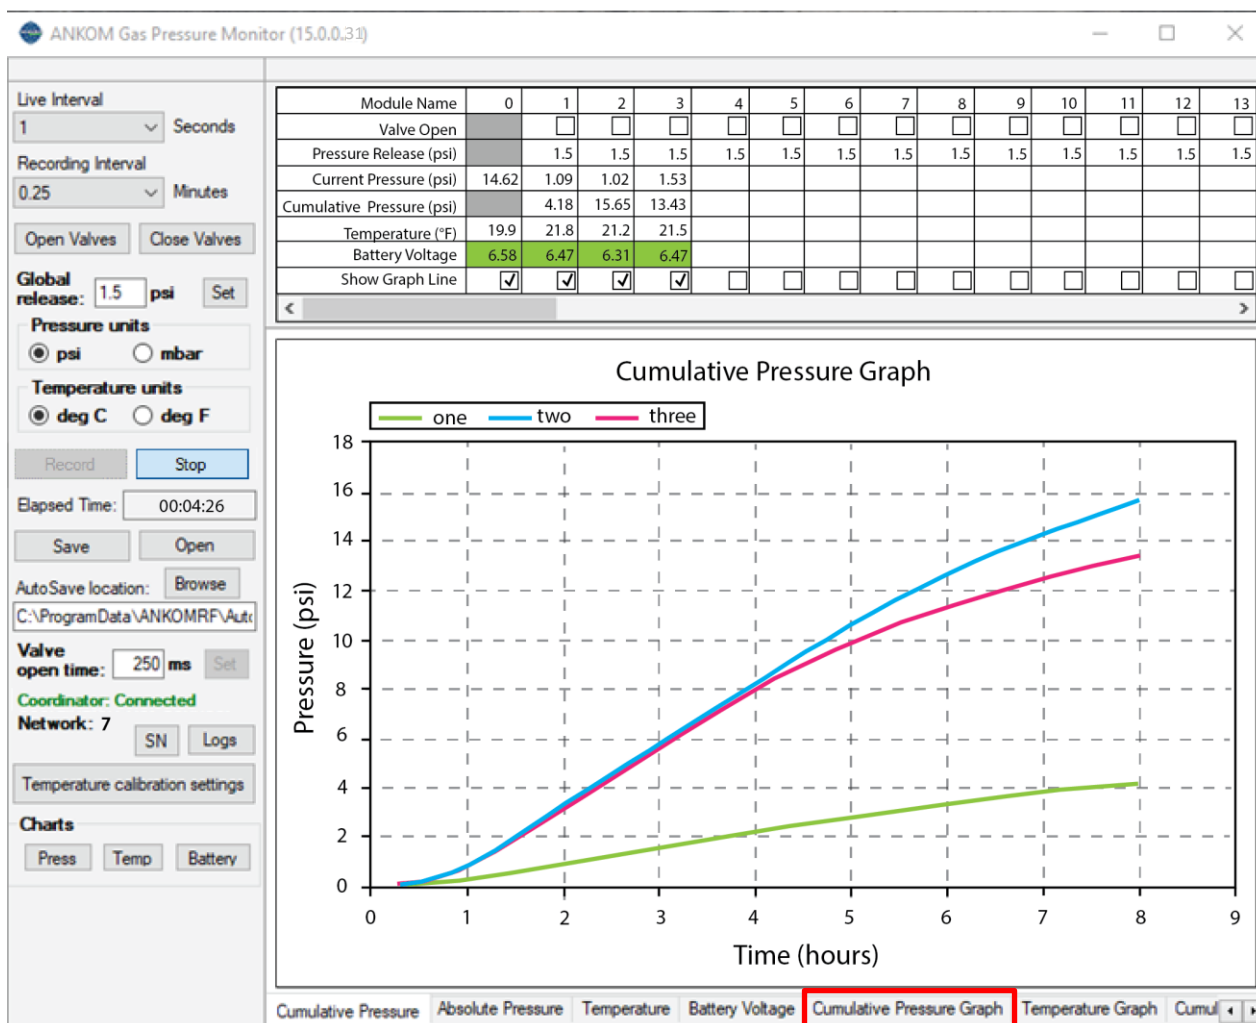 ANKOM Gas Pressure Monitor (15.0.0.31)
Live Interval
1 Seconds
Recording Interval
0.25 Minutes
Open Valves Close Valves
Global release: 1.5 psi Set
Pressure units
psi mbar
Temperature units
deg C deg F
Record Stop
Elapsed Time: 00:04:26
Save Open
AutoSave location: Browse
C:\ProgramData\ANKOMRF\Auto
Valve open time: 250 ms Set
Coordinator: Connected
Network: 7
SN Logs
Temperature calibration settings
Charts
Press Temp Battery
Module Name 0 1 2 3 4 5 6 7 8 9 10 11 12 13
Valve Open
Pressure Release (psi) 1.5 1.5 1.5 1.5 1.5 1.5 1.5 1.5 1.5 1.5 1.5 1.5 1.5
Current Pressure (psi) 14.62 1.09 1.02 1.53
Cumulative Pressure (psi) 4.18 15.65 13.43
Temperature (°F) 19.9 21.8 21.2 21.5
Battery Voltage 6.58 6.47 6.31 6.47
Show Graph Line
Cumulative Pressure Graph
one two three
18
16
14
12
10
8
6
4
2
0
Pressure (psi)
0 1 2 3 4 5 6 7 8 9
Time (hours)
Cumulative Pressure Absolute Pressure Temperature Battery Voltage Cumulative Pressure Graph Temperature Graph Cumul